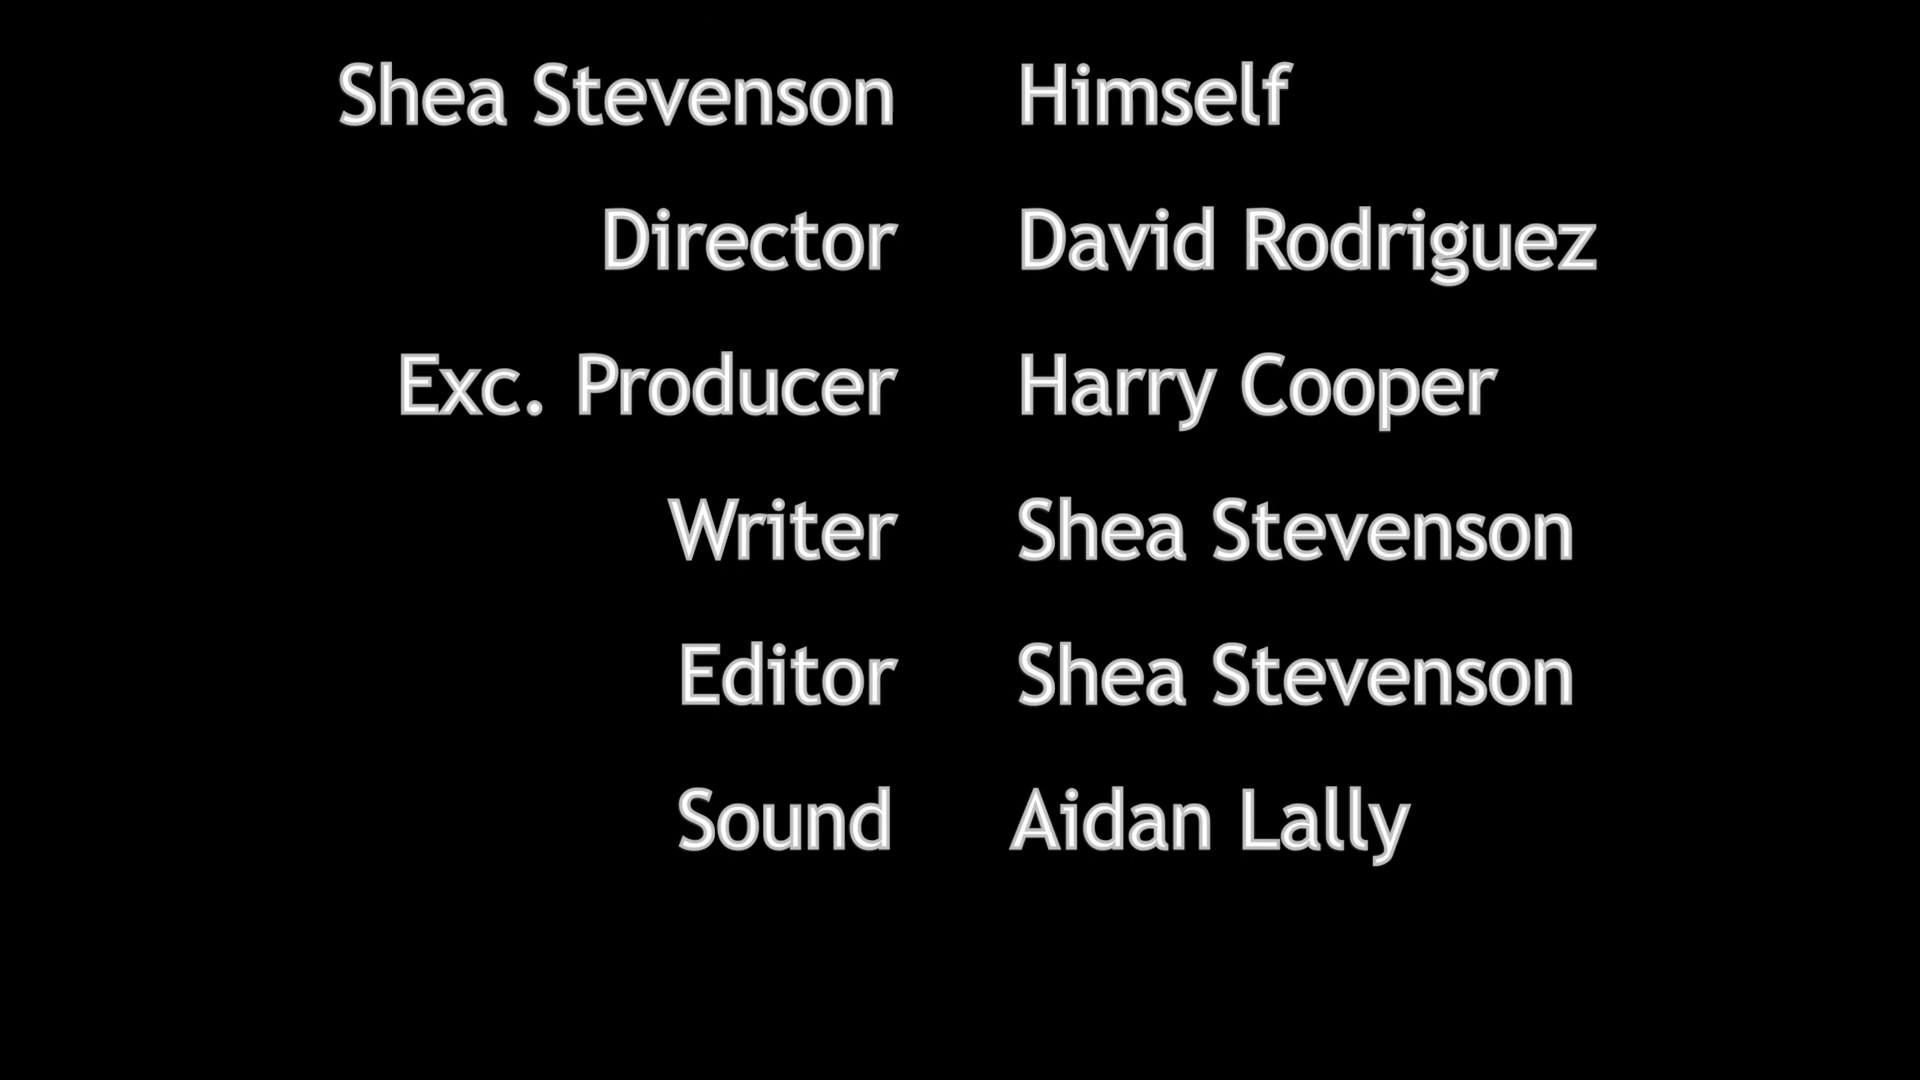 Shea Stevenson Himself
Director David Rodriguez
Exc. Producer Harry Cooper
Writer Shea Stevenson
Editor Shea Stevenson
Sound Aidan Lally